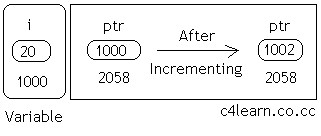 i
20
1000
Variable
ptr
1000
2058
After
Incrementing
ptr
1002
2058
c4learn.co.cc